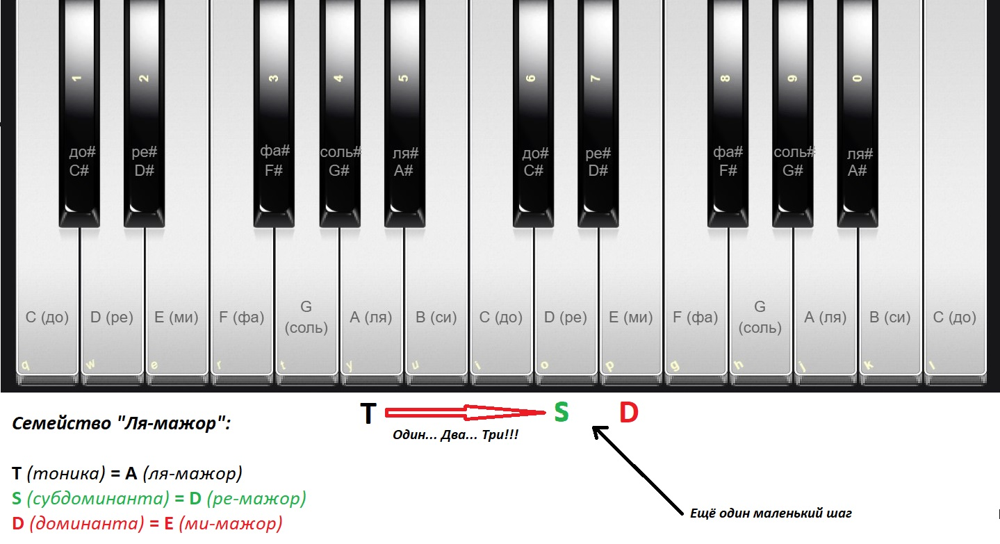 1 2 3 4 5 6 7 8 9 0
до# ре# фа# соль# ля# до# ре# фа# соль# ля#
C# D# F# G# A# C# D# F# G# A#
C (до) D (ре) E (ми) F (фа) G (соль) A (ля) B (си) C (до) D (ре) E (ми) F (фа) G (соль) A (ля) B (си) C (до)
q w e r t y u i o p g h j k l
T S D
Один... Два... Три!!!
Семейство "Ля-мажор":
T (тоника) = A (ля-мажор)
S (субдоминанта) = D (ре-мажор)
Ещё один маленький шаг
D (доминанта) = E (ми-мажор)